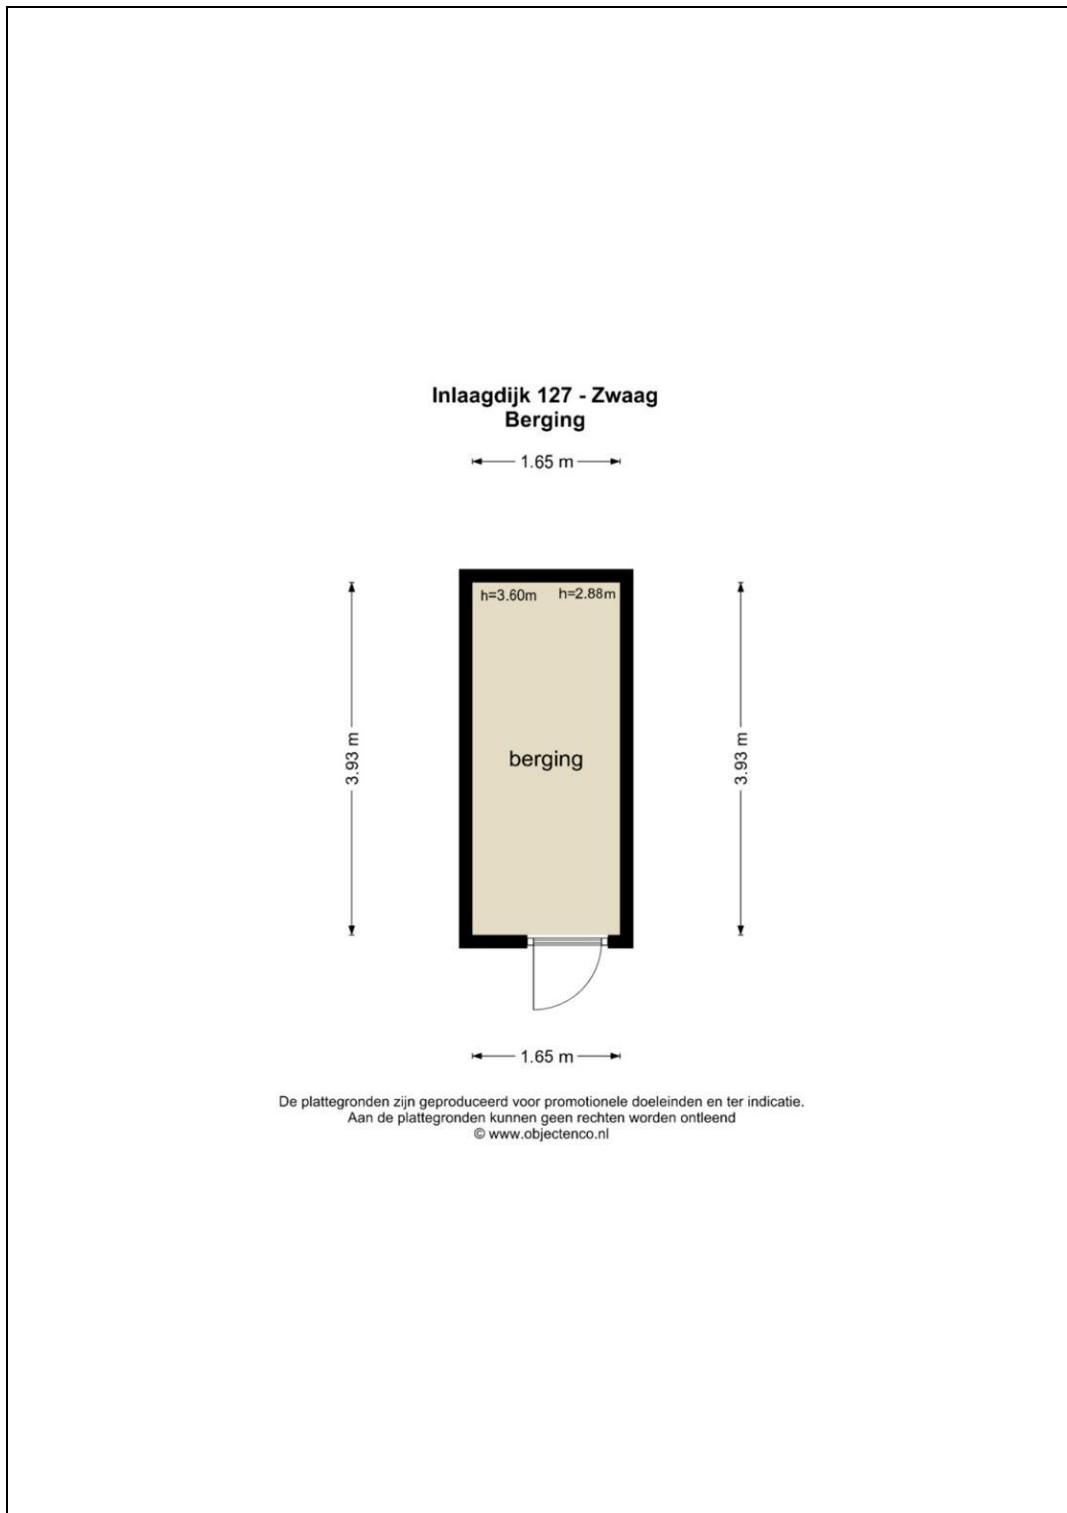 Inlaagdijk 127 - Zwaag
Berging
1.65 m
h=3.60m h=2.88m
3.93 m
berging
3.93 m
1.65 m
De plattegronden zijn geproduceerd voor promotionele doeleinden en ter indicatie.
Aan de plattegronden kunnen geen rechten worden ontleend
© www.objectenco.nl